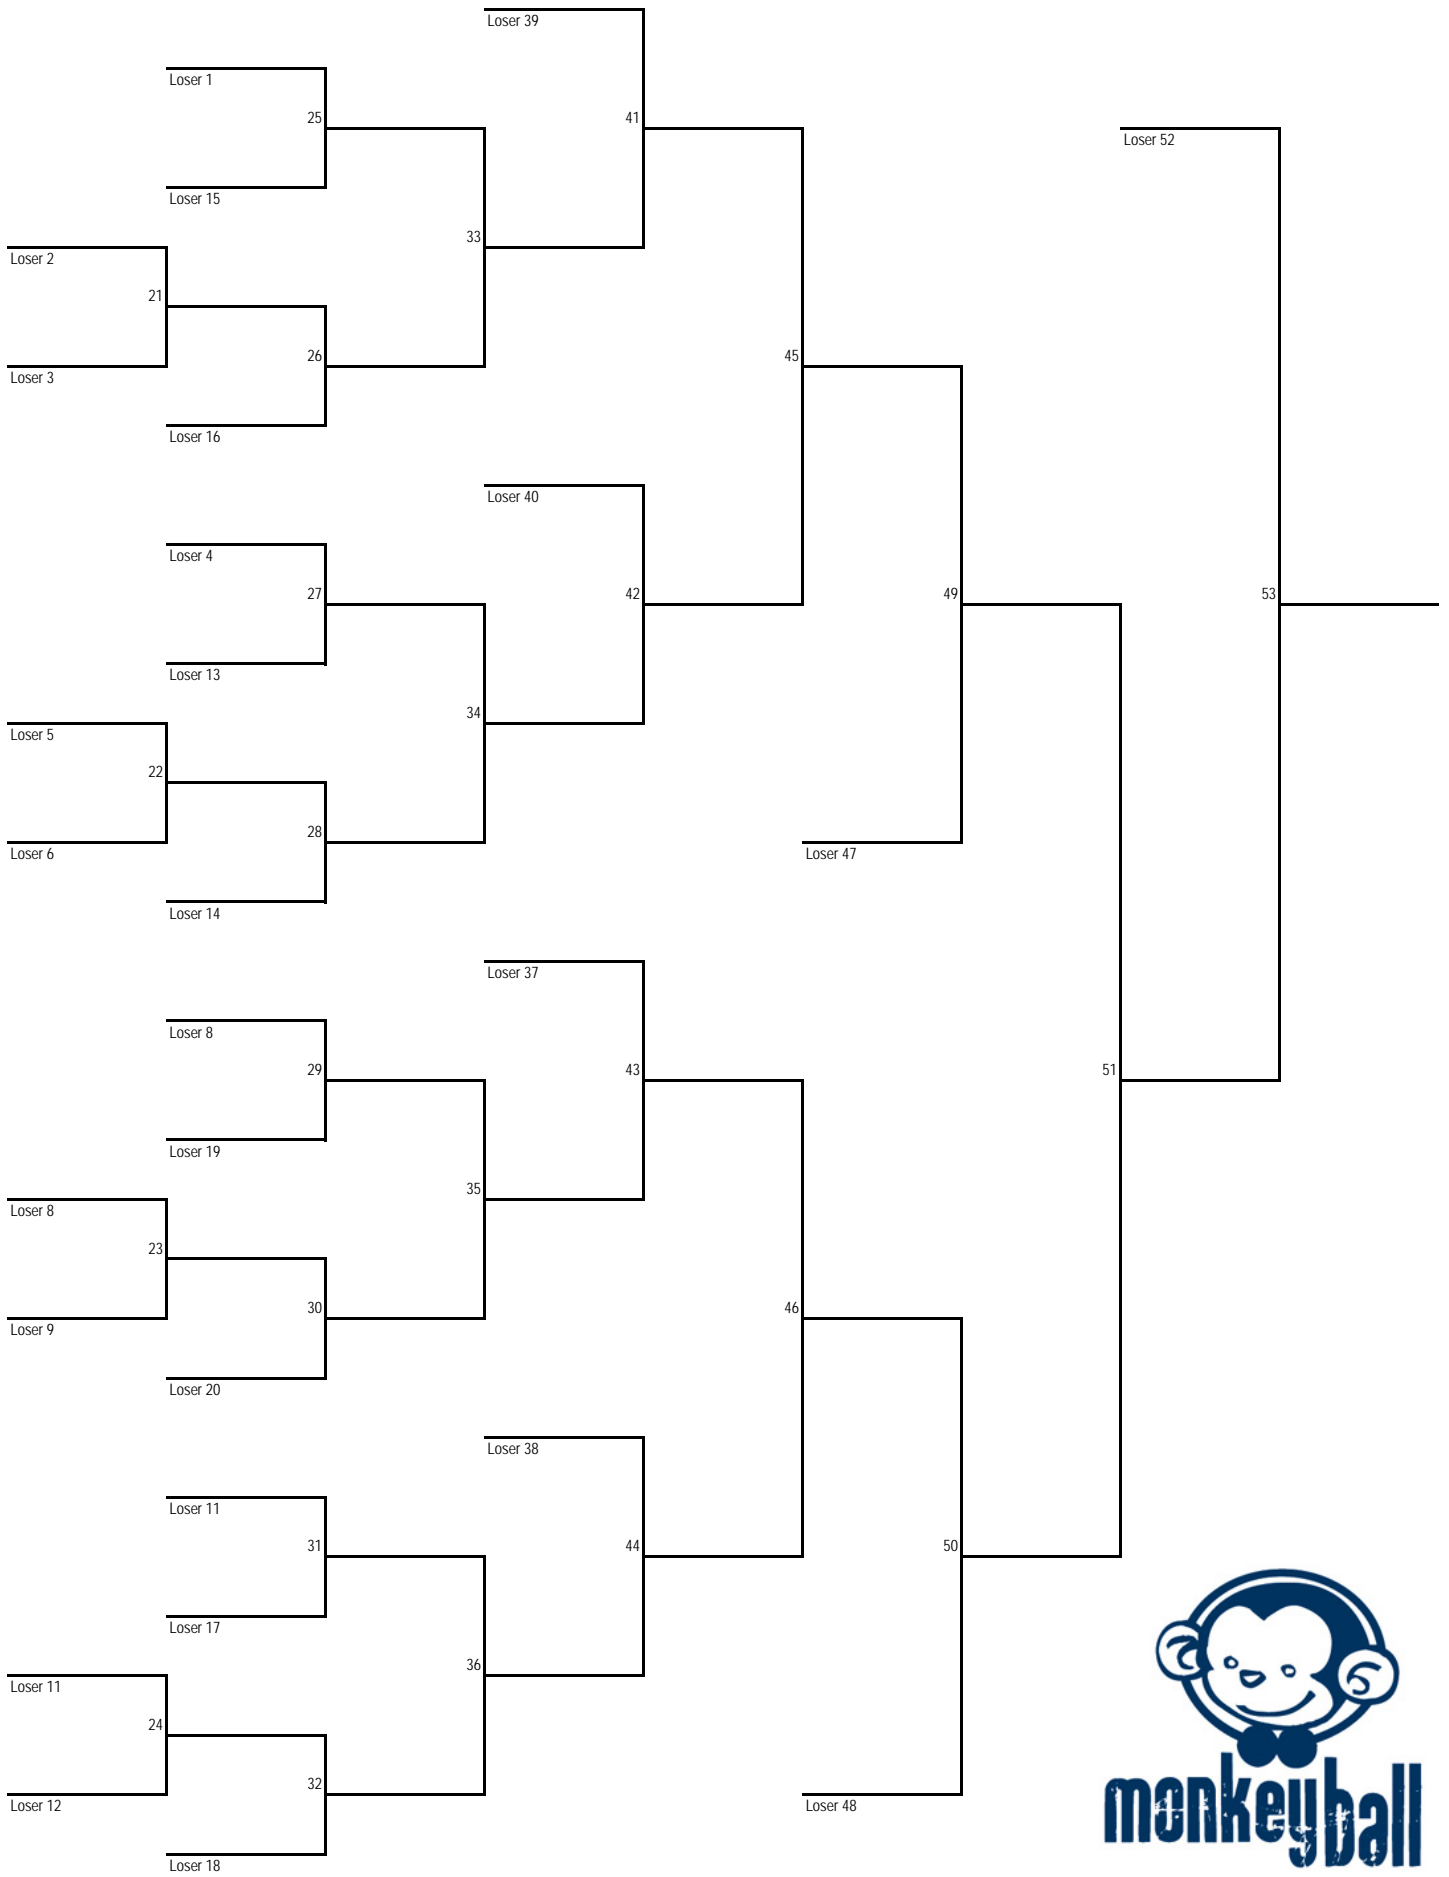 Loser 39
Loser 1
25
41
Loser 52
Loser 15
33
Loser 2
21
26
45
Loser 3
Loser 16
Loser 40
Loser 4
27
42
49
53
Loser 13
34
Loser 5
22
28
Loser 6
Loser 47
Loser 14
Loser 37
Loser 8
29
43
51
Loser 19
35
Loser 8
23
30
46
Loser 9
Loser 20
Loser 38
Loser 11
31
44
50
Loser 17
36
Loser 11
24
32
Loser 12
Loser 48
Loser 18
monkeyball